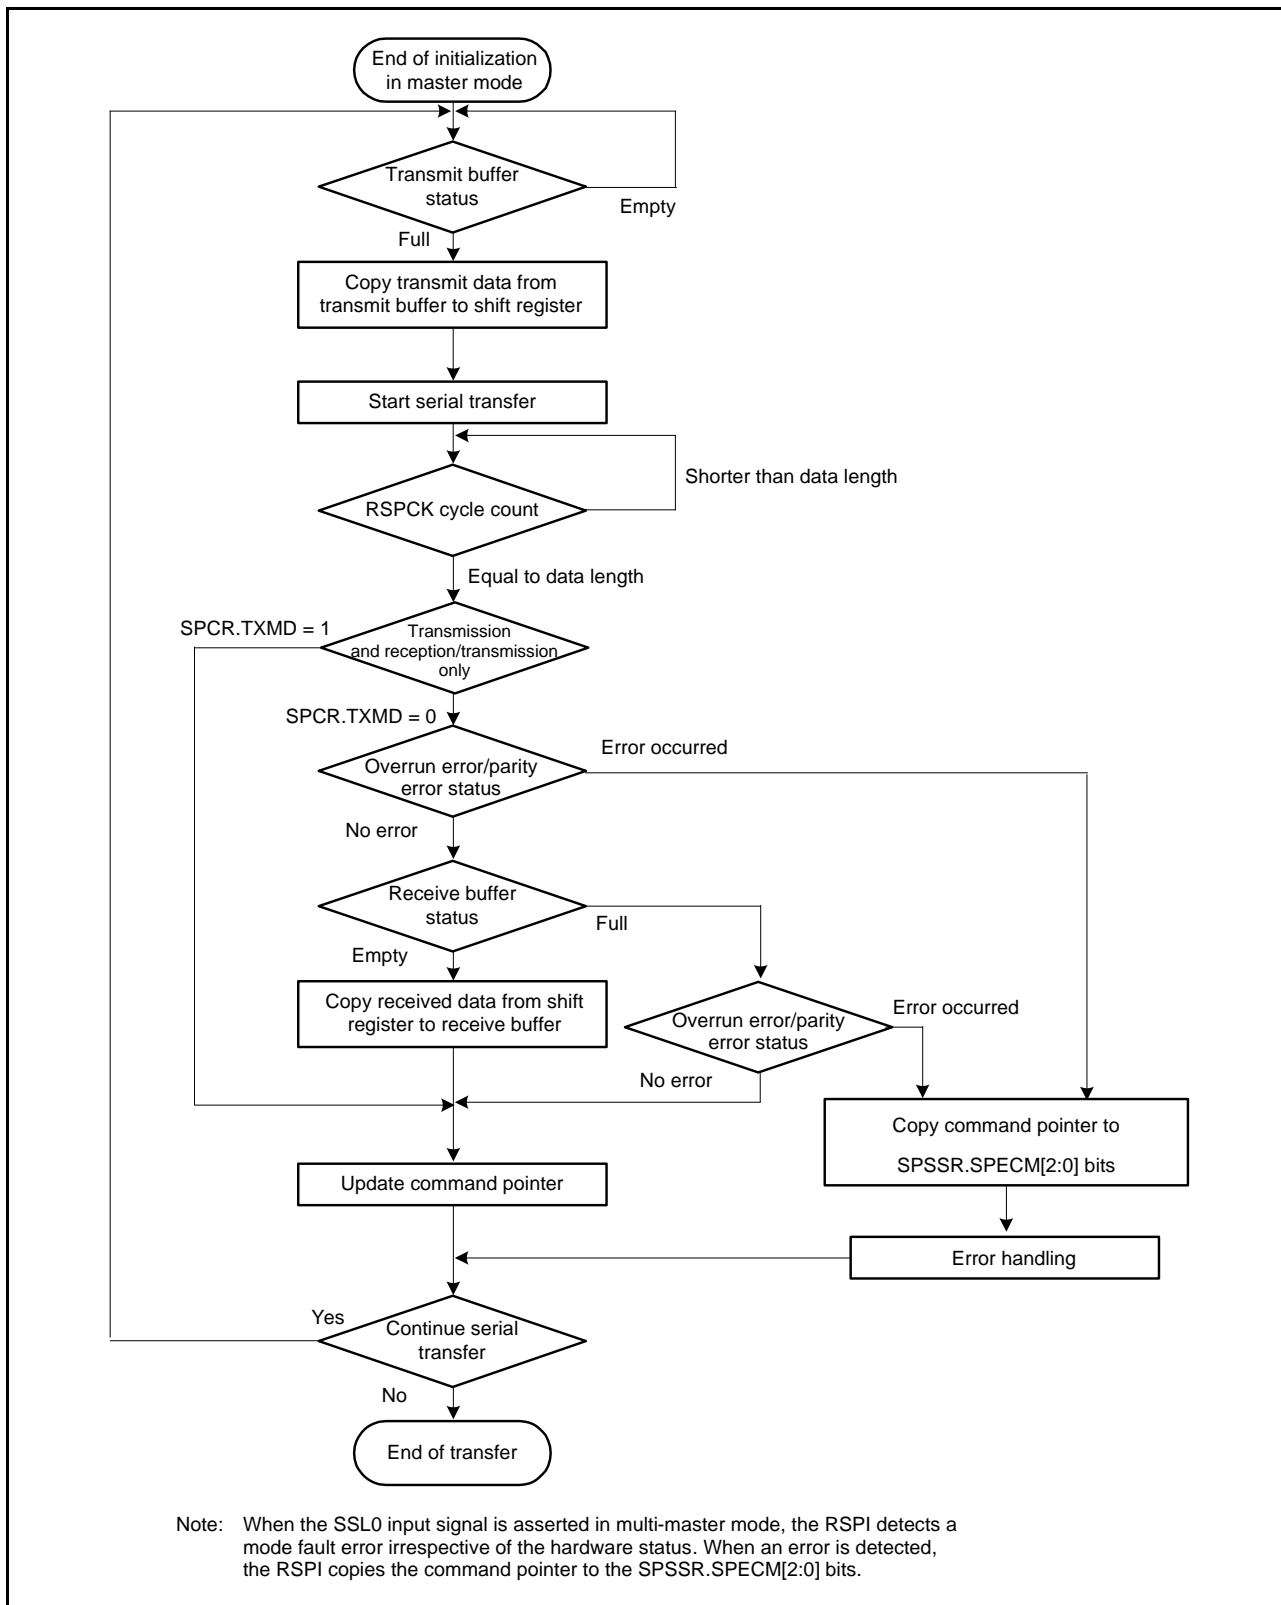 End of initialization
in master mode
Transmit buffer
status
Empty
Full
Copy transmit data from
transmit buffer to shift register
Start serial transfer
Shorter than data length
RSPCK cycle count
Equal to data length
SPCR.TXMD = 1
Transmission
and reception/transmission
only
SPCR.TXMD = 0
Error occurred
Overrun error/parity
error status
No error
Receive buffer
status
Full
Empty
Copy received data from shift
register to receive buffer
Error occurred
Overrun error/parity
error status
No error
Copy command pointer to
SPSSR.SPECM[2:0] bits
Update command pointer
Error handling
Yes
Continue serial
transfer
No
End of transfer
Note: When the SSL0 input signal is asserted in multi-master mode, the RSPI detects a
mode fault error irrespective of the hardware status. When an error is detected,
the RSPI copies the command pointer to the SPSSR.SPECM[2:0] bits.